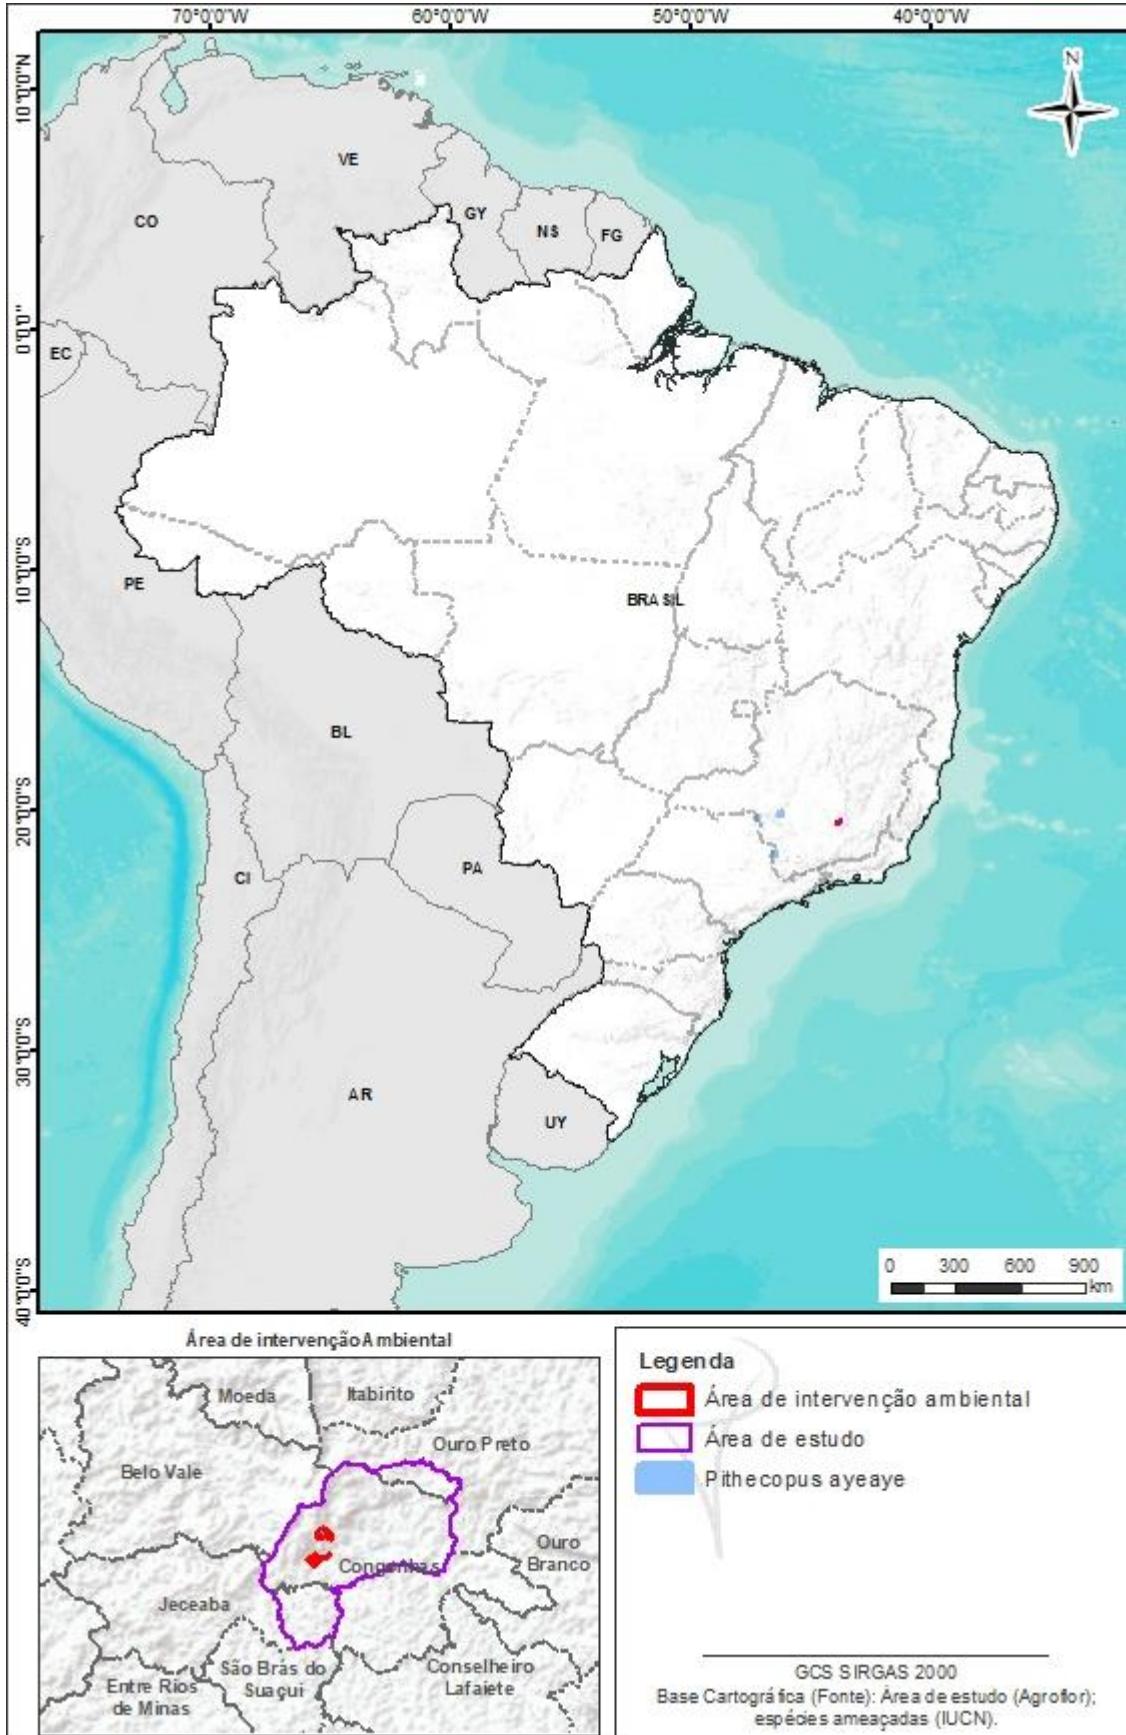 70°0'0"W
60°0'0"W
50°0'0"W
40°0'0"W
10°0'0"N
0°0'0"
10°0'0"S
20°0'0"S
30°0'0"S
40°0'0"S
N
VE
CO
GY
NS
FG
EC
PE
BRASIL
BL
PA
CI
AR
UY
0 300 600 900
km
Área de intervenção Ambiental
Moeda
Itabirito
Ouro Preto
Belo Vale
Ouro
Branco
Congonhas
Jeceaba
São Brás do
Suaçuí
Conselheiro
Lafaiete
Entre Rios
de Minas
Legenda
Área de intervenção ambiental
Área de estudo
Pithecopus ayeaye
GCS SIRGAS 2000
Base Cartográfica (Fonte): Área de estudo (Agroflor);
espécies ameaçadas (IUCN).